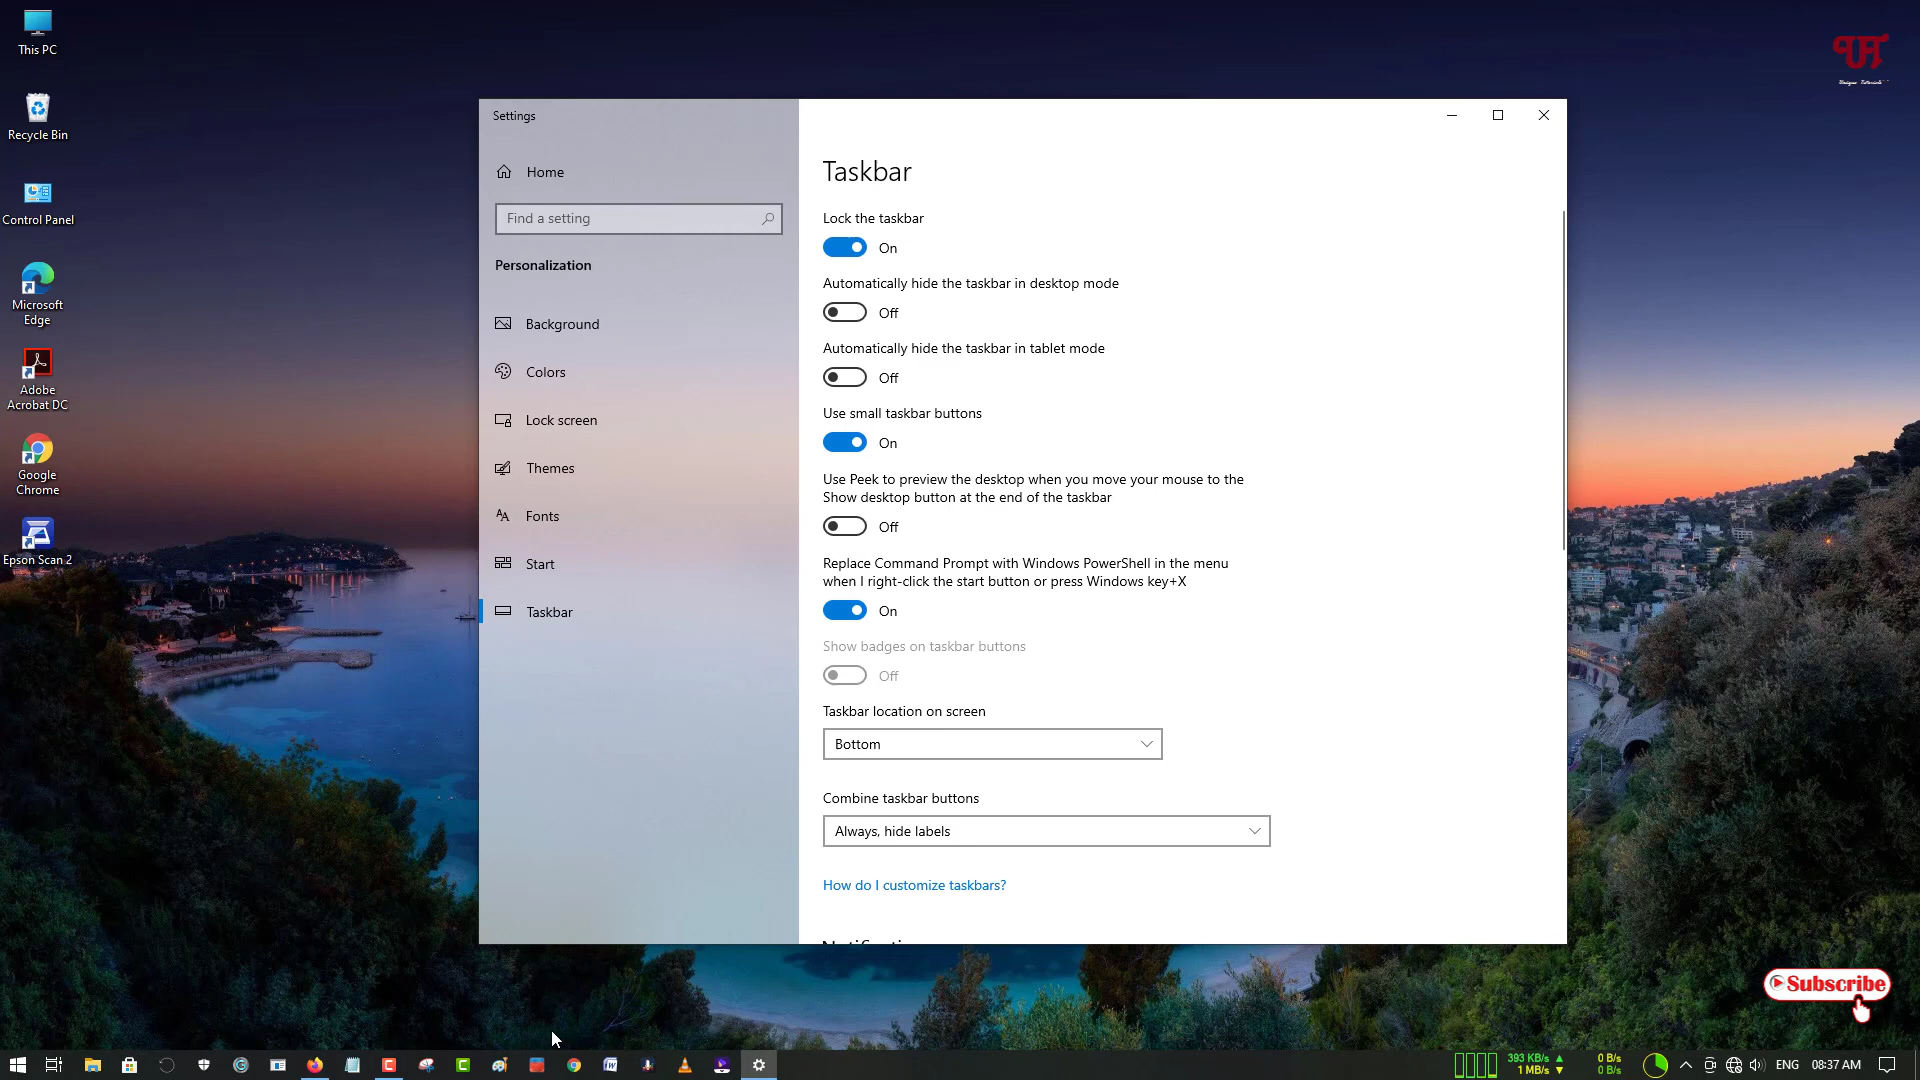 This PC
Recycle Bin
Control Panel
Microsoft
Edge
Adobe
Acrobat DC
Google
Chrome
Epson Scan 2
Settings
Home
Find a setting
Personalization
Background
Colors
Lock screen
Themes
Fonts
Start
Taskbar
Taskbar
Lock the taskbar
On
Automatically hide the taskbar in desktop mode
Off
Automatically hide the taskbar in tablet mode
Off
Use small taskbar buttons
On
Use Peek to preview the desktop when you move your mouse to the
Show desktop button at the end of the taskbar
Off
Replace Command Prompt with Windows PowerShell in the menu
when I right-click the start button or press Windows key+X
On
Show badges on taskbar buttons
Off
Taskbar location on screen
Bottom
Combine taskbar buttons
Always, hide labels
How do I customize taskbars?
UT
Unique Tutorials
Subscribe
393 KB/s
1 MB/s
0 B/s
0 B/s
ENG
08:37 AM